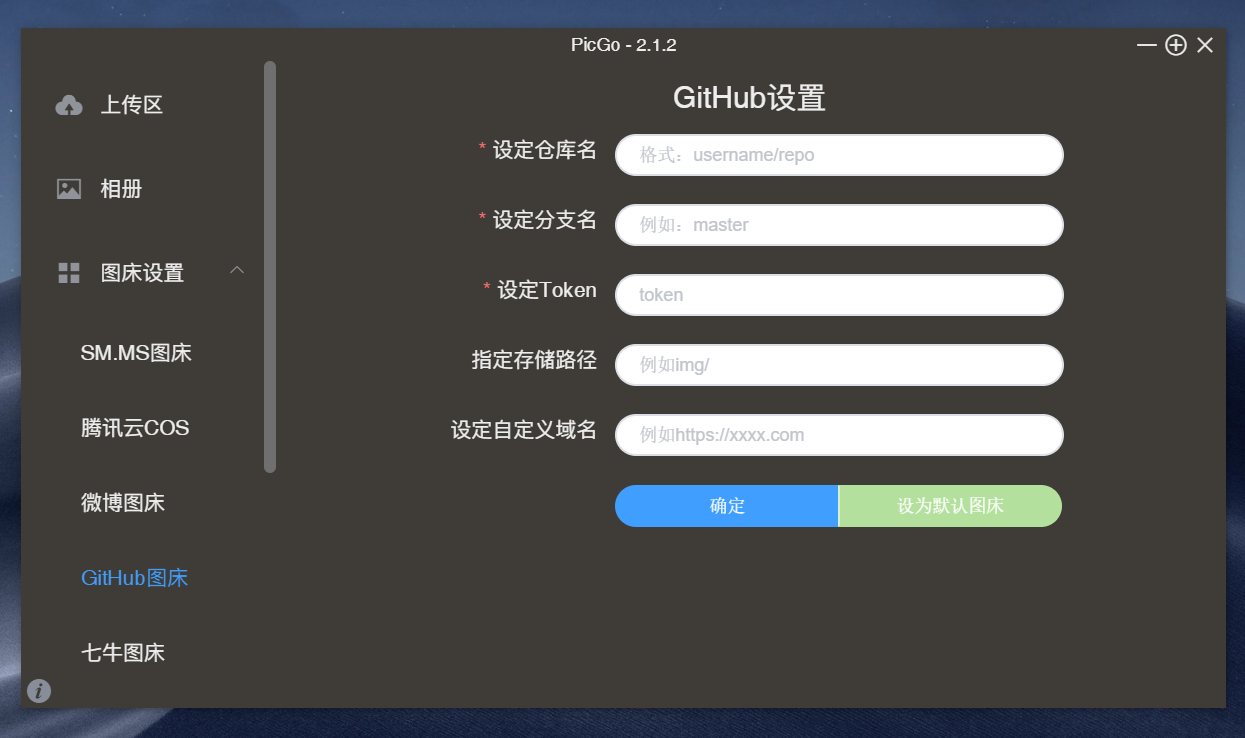 PicGo - 2.1.2
上传区
相册
图床设置
SM.MS图床
腾讯云COS
微博图床
GitHub图床
七牛图床
GitHub设置
* 设定仓库名 格式：username/repo
* 设定分支名 例如：master
* 设定Token token
指定存储路径 例如img/
设定自定义域名 例如https://xxxx.com
确定 设为默认图床